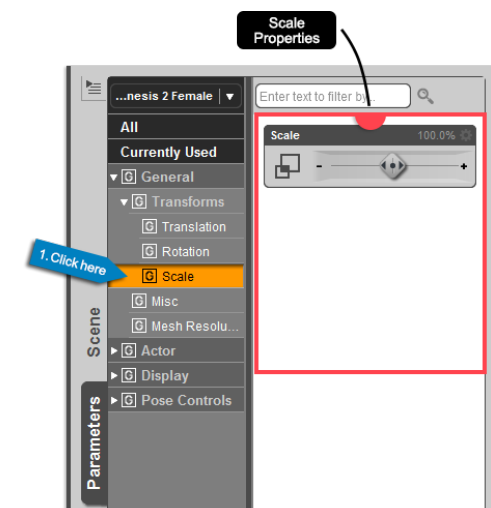 Scale
Properties
...nesis 2 Female
Enter text to filter by...
All
Currently Used
G General
G Transforms
G Translation
G Rotation
1. Click here
G Scale
G Misc
G Mesh Resolu...
G Actor
G Display
G Pose Controls
Scale
100.0%
-
+
Scene
Parameters